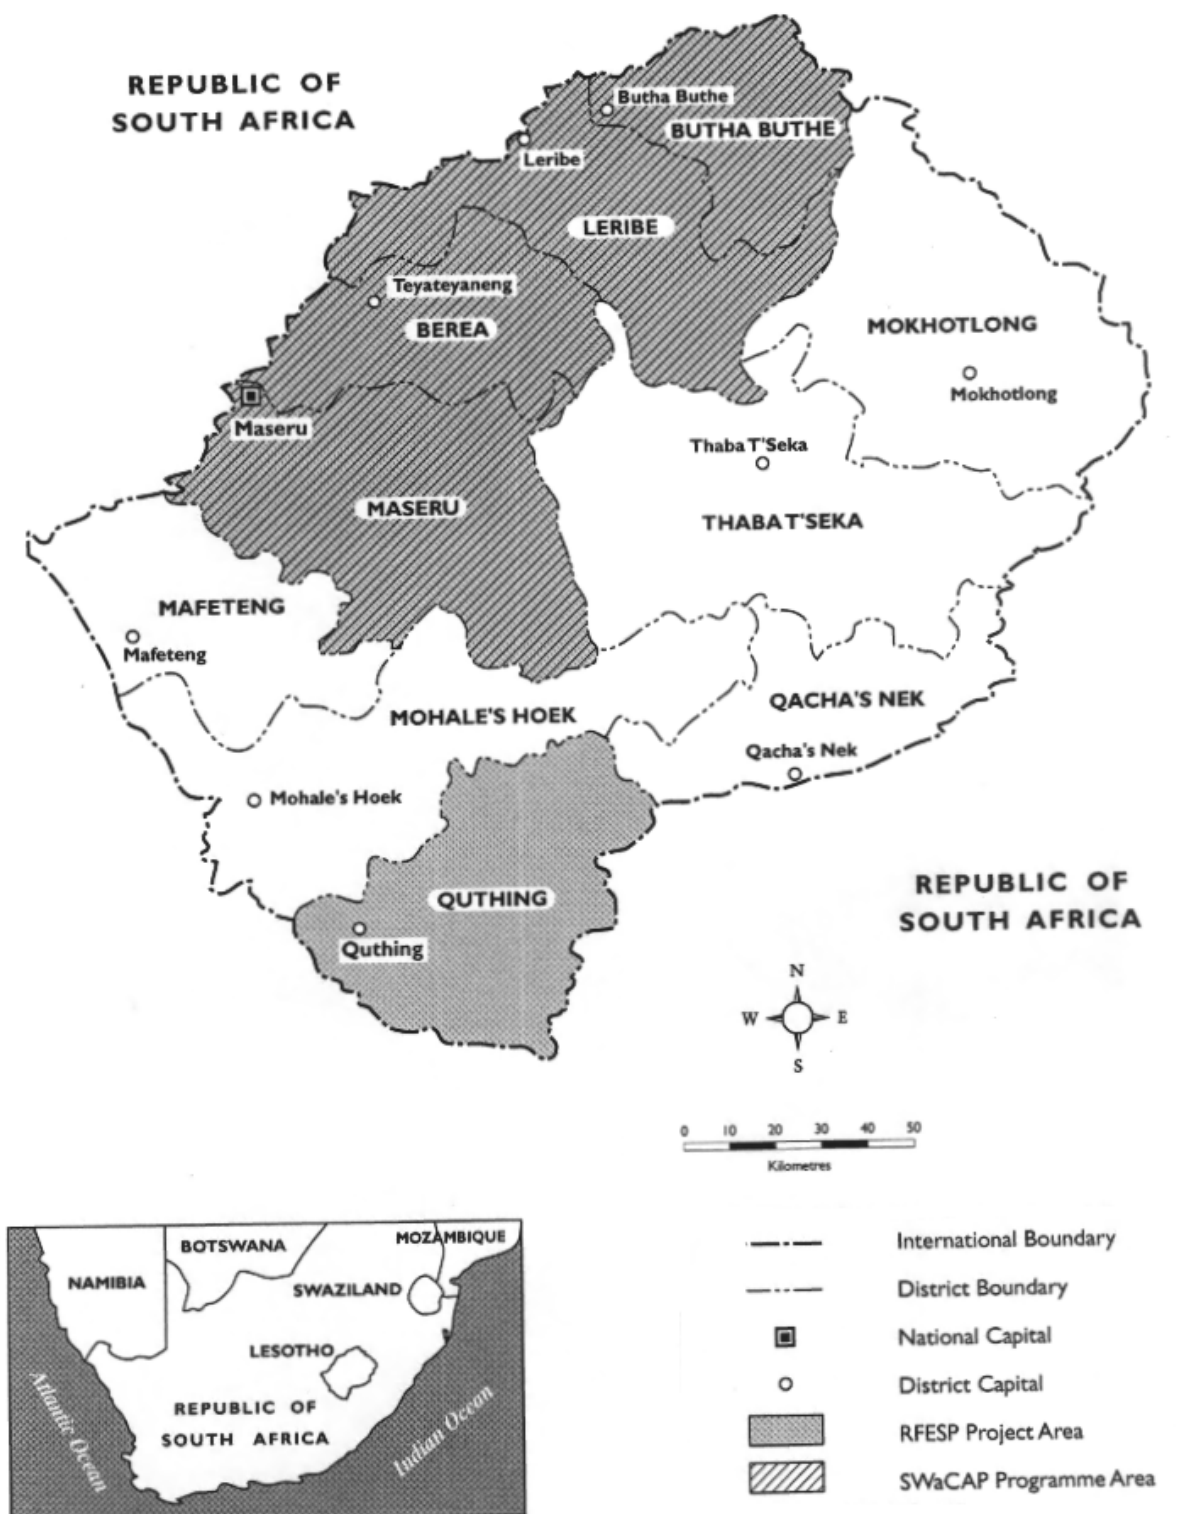 REPUBLIC OF
SOUTH AFRICA
Butha Buthe
BUTHA BUTHE
Leribe
LERIBE
Teyateyaneng
BEREA
MOKHOTLONG
Mokhotlong
Maseru
Thaba T'Seka
MASERU
THABA T'SEKA
MAFETENG
Mafeteng
MOHALE'S HOEK
QACHA'S NEK
Qacha's Nek
Mohale's Hoek
QUTHING
Quthing
REPUBLIC OF
SOUTH AFRICA
N
W E
S
0 10 20 30 40 50
Kilometres
NAMIBIA
BOTSWANA
MOZAMBIQUE
SWAZILAND
LESOTHO
REPUBLIC OF
SOUTH AFRICA
Atlantic Ocean
Indian Ocean
International Boundary
District Boundary
National Capital
District Capital
RFESP Project Area
SWaCAP Programme Area